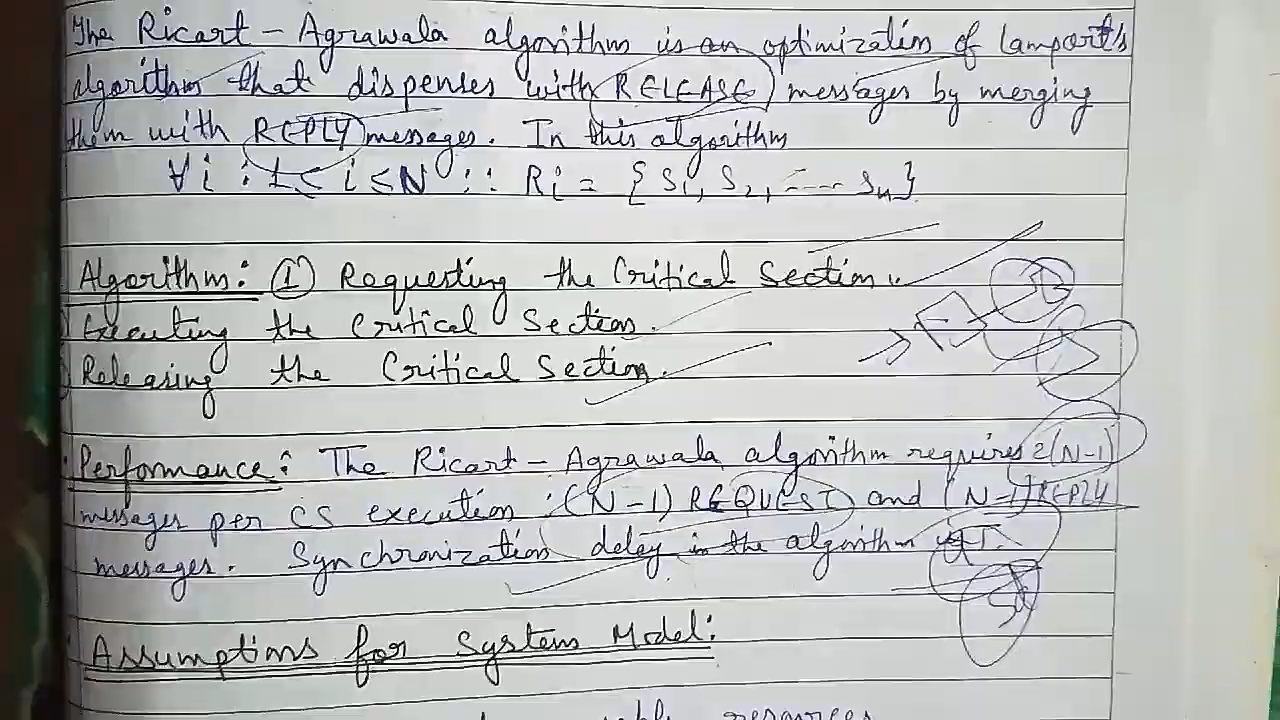 The Ricart - Agrawala algorithm is an optimization of Lamport's
algorithm that dispenses with RELEASE messages by merging
them with REPLY messages. In this algorithm
∀i : 1 ≤ i ≤ N :: Ri = { S1, S2, ---- Sn}
Algorithm: ① Requesting the Critical Section.
Executing the Critical Section.
Releasing the Critical Section.
Performance: The Ricart - Agrawala algorithm requires 2(N-1)
messages per CS execution : (N-1) REQUEST and (N-1) REPLY
messages. Synchronization delay in the algorithm is T.
Assumptions for System Model:
resources